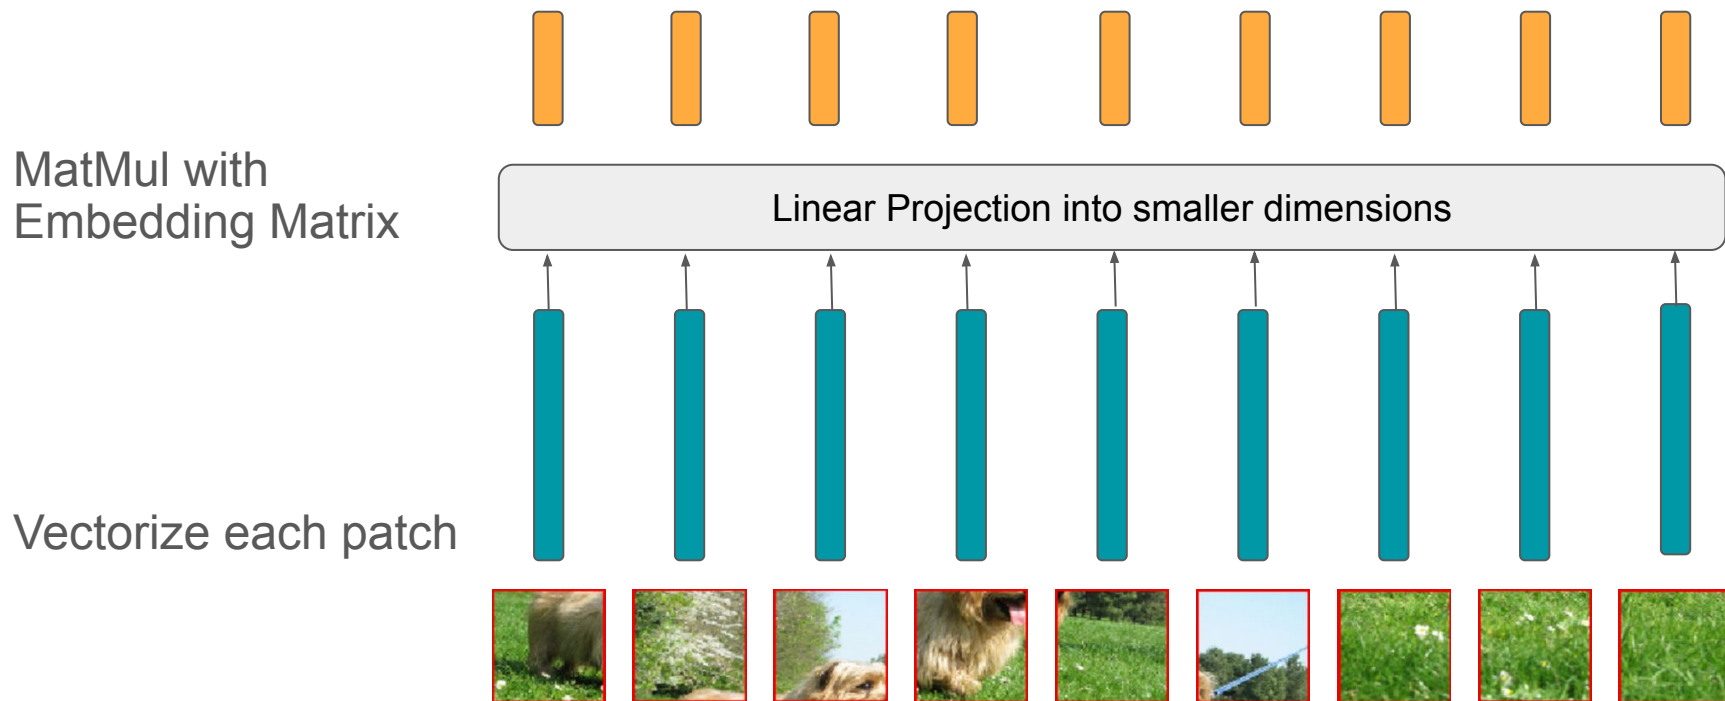 MatMul with
Embedding Matrix
Linear Projection into smaller dimensions
Vectorize each patch